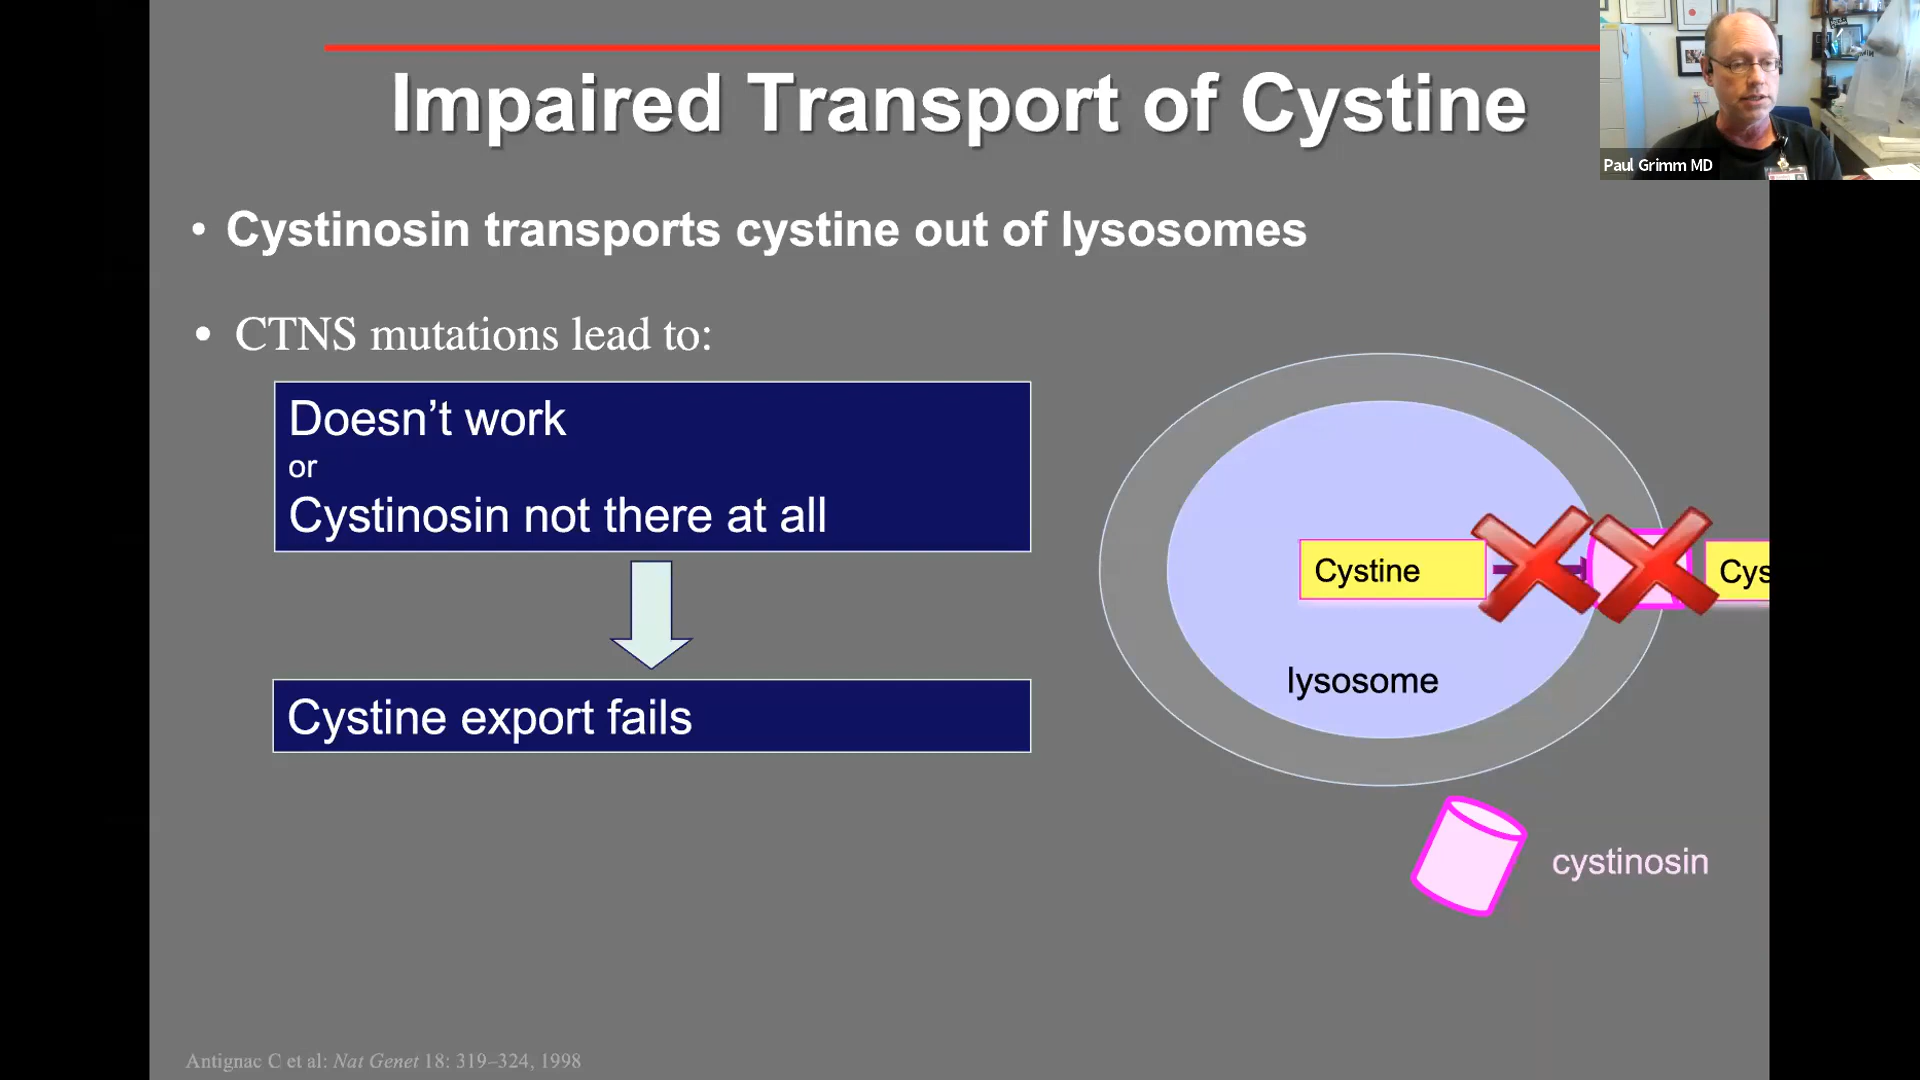 Impaired Transport of Cystine
Paul Grimm MD
• Cystinosin transports cystine out of lysosomes
• CTNS mutations lead to:
Doesn’t work
or
Cystinosin not there at all
Cystine export fails
Cystine
Cys
lysosome
cystinosin
Antignac C et al: Nat Genet 18: 319–324, 1998